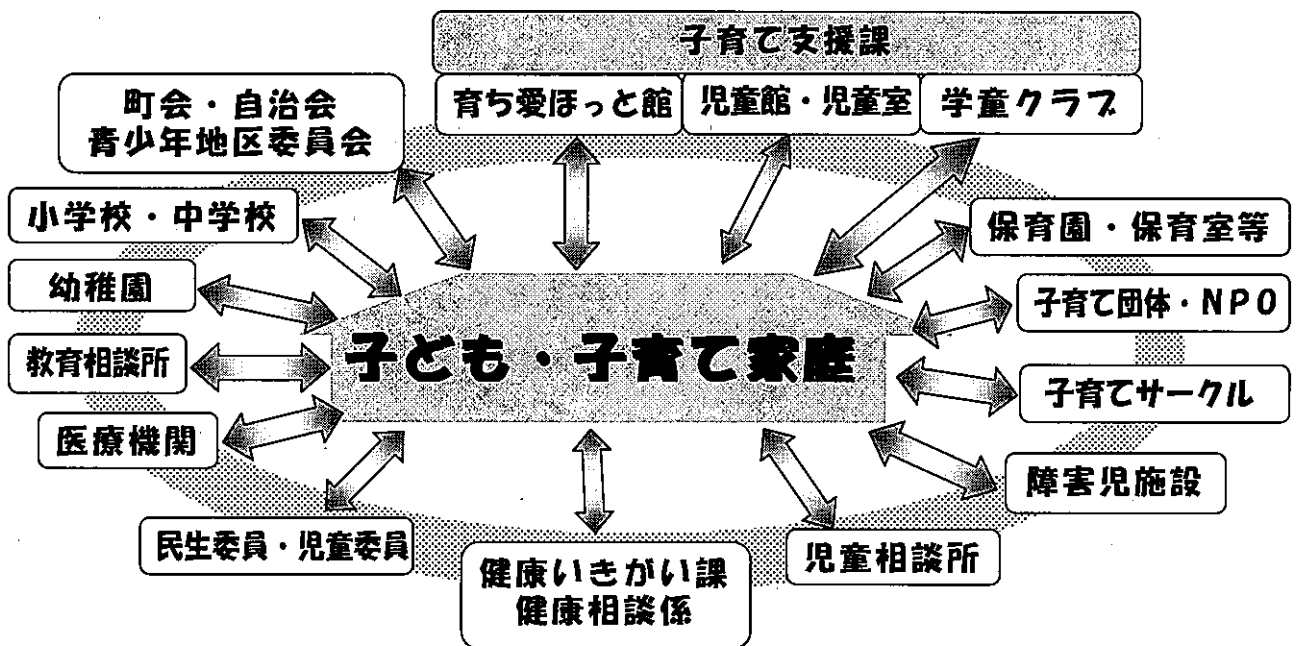 子育て支援課
育ち愛ほっと館
児童館・児童室
学童クラブ
町会・自治会
青少年地区委員会
小学校・中学校
保育園・保育室等
幼稚園
子育て団体・NPO
子ども・子育て家庭
教育相談所
子育てサークル
医療機関
障害児施設
民生委員・児童委員
健康いきがい課
健康相談係
児童相談所